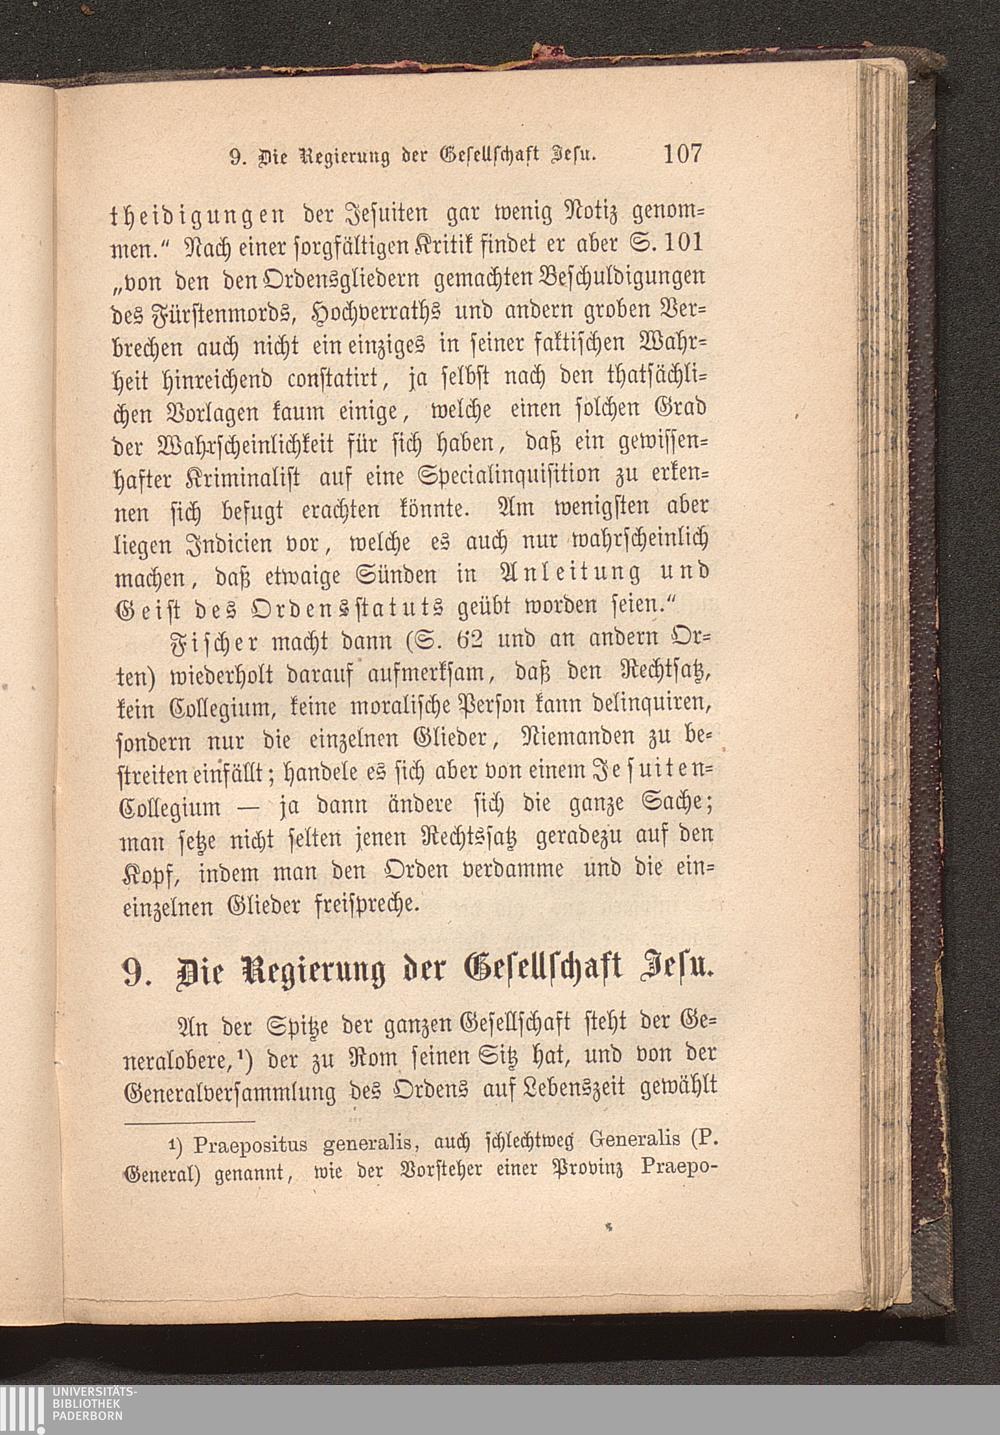 9. Die Regierung der Gesellschaft Jesu. 107
theidigungen der Jesuiten gar wenig Notiz genom-
men.“ Nach einer sorgfältigen Kritik findet er aber S. 101
„von den den Ordensgliedern gemachten Beschuldigungen
des Fürstenmords, Hochverraths und andern groben Ver-
brechen auch nicht ein einziges in seiner faktischen Wahr-
heit hinreichend constatirt, ja selbst nach den thatsächli-
chen Vorlagen kaum einige, welche einen solchen Grad
der Wahrscheinlichkeit für sich haben, daß ein gewissen-
hafter Kriminalist auf eine Specialinquisition zu erken-
nen sich befugt erachten könnte. Am wenigsten aber
liegen Indicien vor, welche es auch nur wahrscheinlich
machen, daß etwaige Sünden in Anleitung und
Geist des Ordensstatuts geübt worden seien.“
Fischer macht dann (S. 62 und an andern Or-
ten) wiederholt darauf aufmerksam, daß den Rechtsatz,
kein Collegium, keine moralische Person kann delinquiren,
sondern nur die einzelnen Glieder, Niemanden zu be-
streiten einfällt; handele es sich aber von einem Jesuiten-
Collegium — ja dann ändere sich die ganze Sache;
man setze nicht selten jenen Rechtssatz geradezu auf den
Kopf, indem man den Orden verdamme und die ein-
einzelnen Glieder freispreche.
9. Die Regierung der Gesellschaft Jesu.
An der Spitze der ganzen Gesellschaft steht der Ge-
neralobere,¹) der zu Rom seinen Sitz hat, und von der
Generalversammlung des Ordens auf Lebenszeit gewählt
¹) Praepositus generalis, auch schlechtweg Generalis (P.
General) genannt, wie der Vorsteher einer Provinz Praepo-
UNIVERSITÄTS-
BIBLIOTHEK
PADERBORN